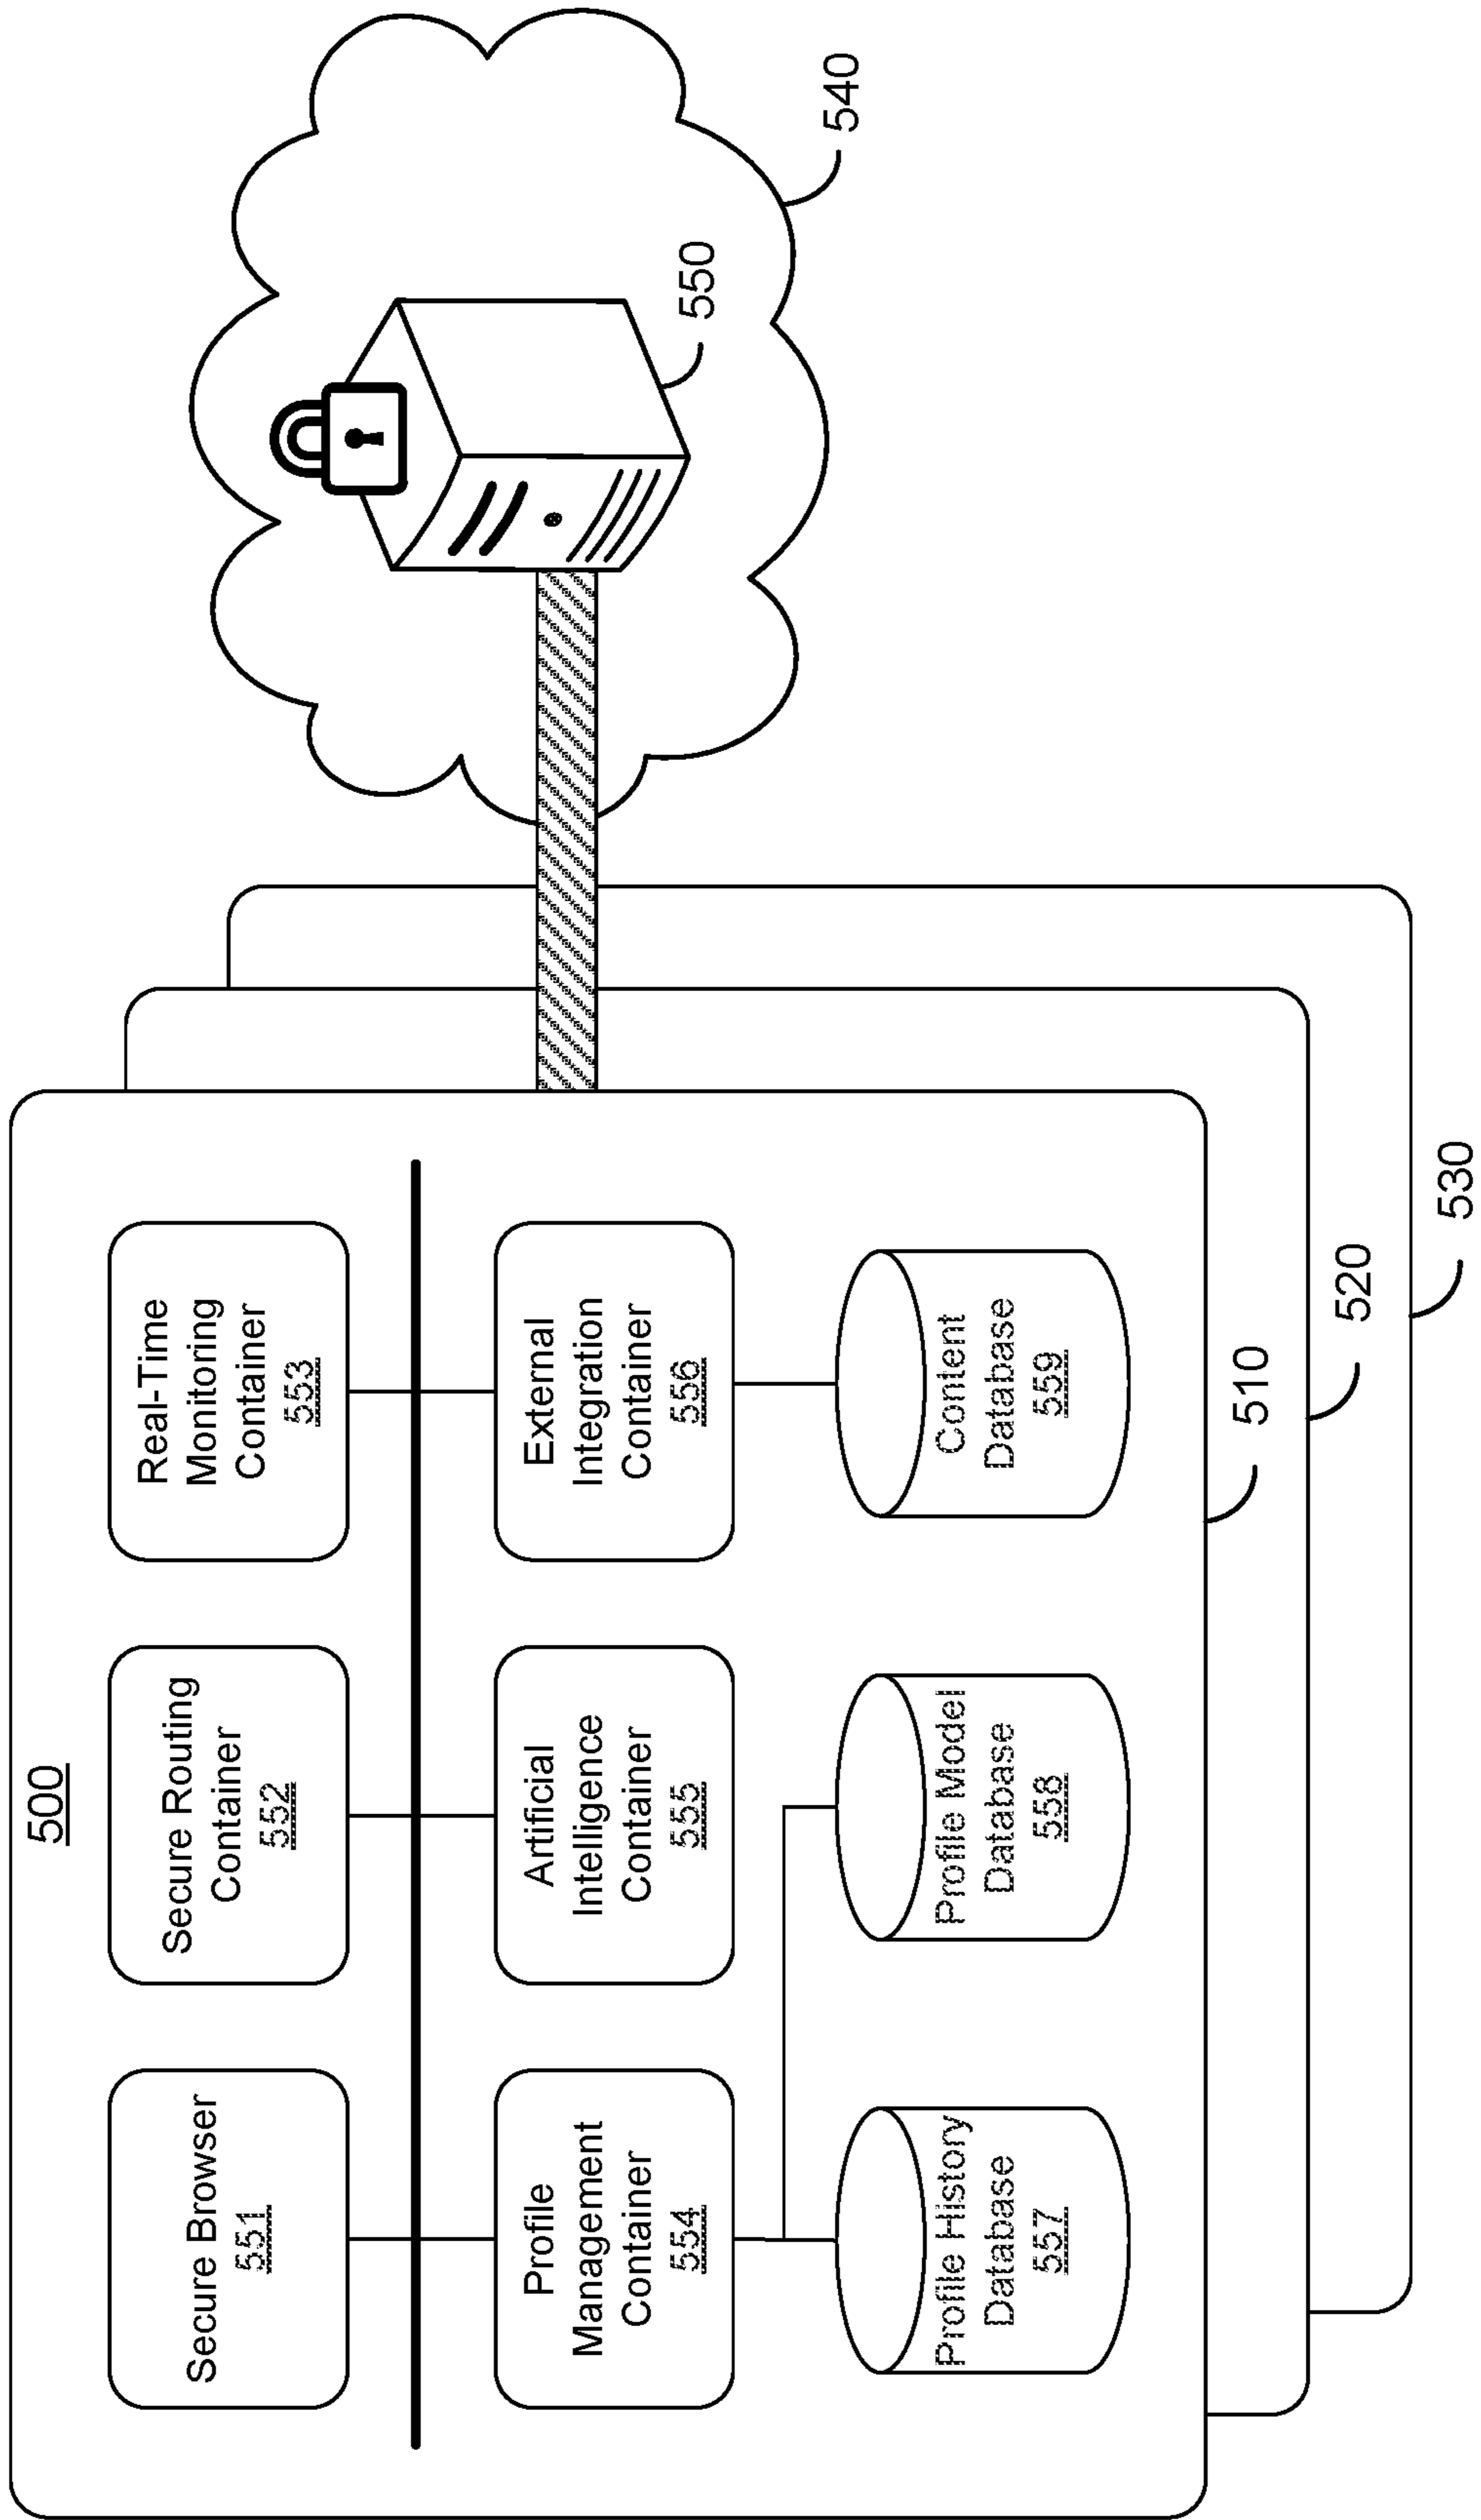 500
Secure Browser
551
Secure Routing
Container
552
Real-Time
Monitoring
Container
553
Profile
Management
Container
554
Artificial
Intelligence
Container
555
External
Integration
Container
556
Profile History
Database
557
Profile Model
Database
558
Content
Database
559
510
520
530
540
550